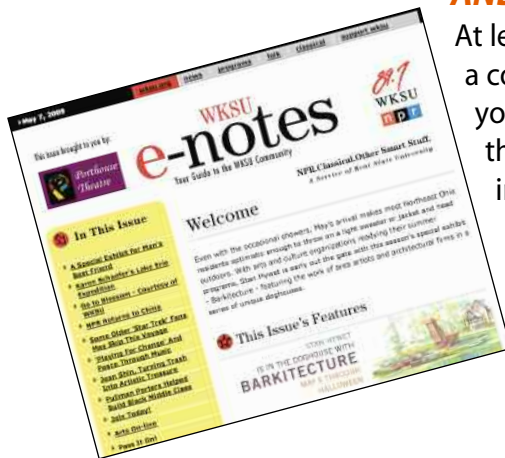 AND
At le
a co
yo
th
in
May 7, 2009
wksu.org news programs folk classical support wksu
This issue brought to you by:
Porthouse
Theatre
WKSU
e-notes
Your Guide to the WKSU Community
89.7
WKSU
npr
NPR.Classical.Other Smart Stuff.
A Service of Kent State University
In This Issue
A Special Exhibit for Man's
Best Friend
Karen Schaefer's Lake Erie
Expedition
Go to Blossom - Courtesy of
WKSU
NPR Returns to China
Some Older 'Star Trek' Fans
May Skip This Voyage
'Playing For Change' And
Peace Through Music
Jean Shin, Turning Trash
Into Artistic Treasure
Pullman Porters Helped
Build Black Middle Class
Join Today!
Arts On-live
Pass It On!
Welcome
Even with the occasional showers, May's arrival makes most Northeast Ohio
residents optimistic enough to throw on a light sweater or jacket and head
outdoors. With arts and culture organizations readying their summer
programs, Stan Hywet is early out the gate with this season's special exhibit
- Barkitecture - featuring the work of area artists and architectural firms in a
series of unique doghouses.
This Issue's Features
STAN HYWET
IS IN THE DOGHOUSE WITH
BARKITECTURE
MAY 5 THROUGH
HALLOWEEN